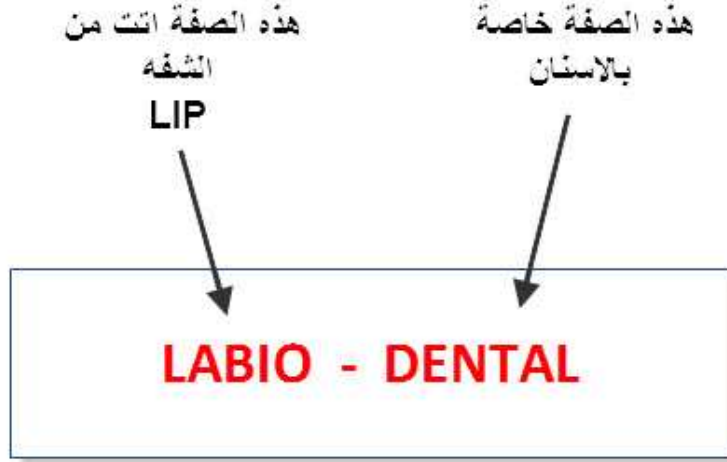 هذه الصفة اتت من
الشفه
LIP
هذه الصفة خاصة
بالاسنان
LABIO - DENTAL